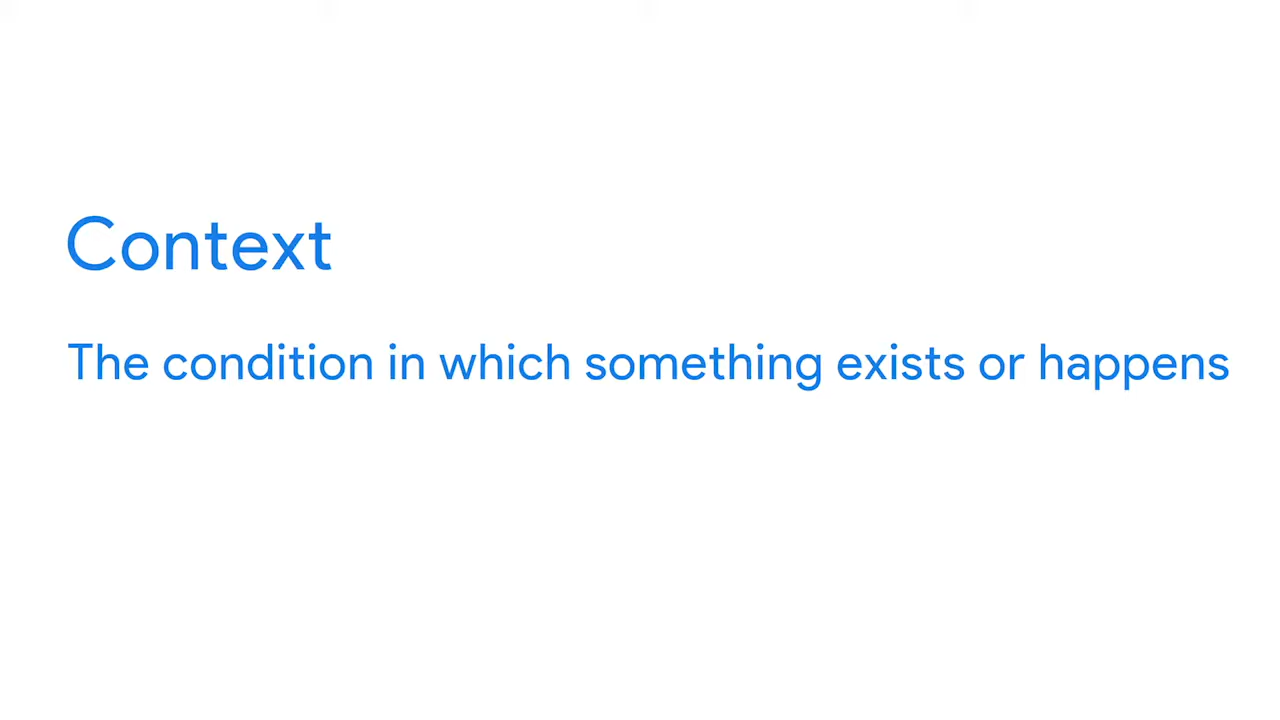 Context
The condition in which something exists or happens